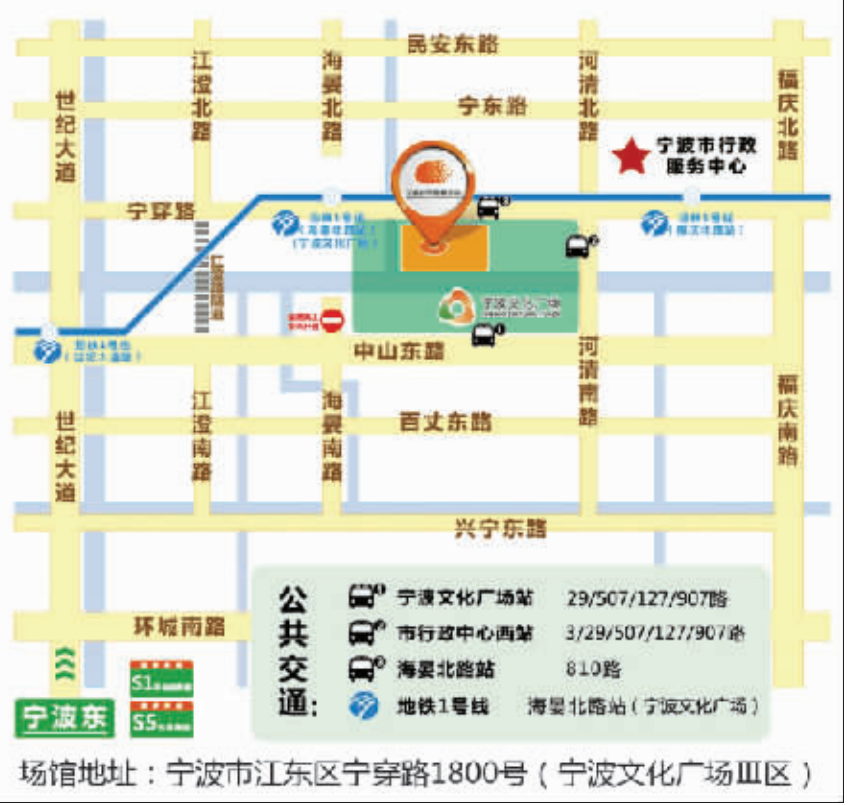 民安东路
江澄北路
海晏北路
河清北路
福庆北路
世纪大道
宁东路
宁波市行政
服务中心
宁穿路
宁波文化广场
中山东路
河清南路
世纪大道
江澄南路
海晏南路
百丈东路
福庆南路
兴宁东路
环城南路
公共交通:
宁波文化广场站 29/507/127/907路
市行政中心西站 3/29/507/127/907路
海晏北路站 810路
地铁1号线 海晏北路站(宁波文化广场)
S1
S5
宁波东
场馆地址:宁波市江东区宁穿路1800号(宁波文化广场Ⅲ区)